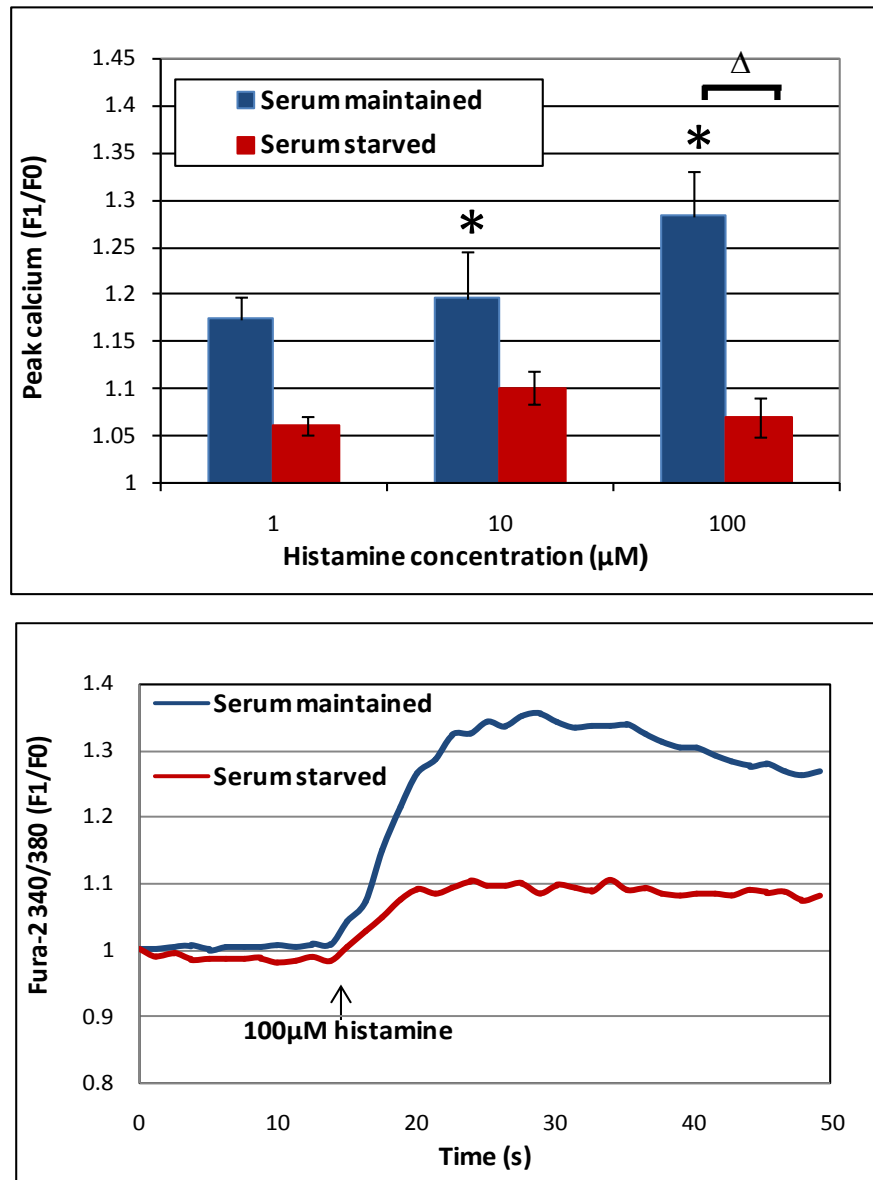 1.45
1.4
1.35
1.3
1.25
1.2
1.15
1.1
1.05
1
Peak calcium (F1/F0)
Serum maintained
Serum starved
*
*
Δ
1 10 100
Histamine concentration (µM)
1.4
1.3
1.2
1.1
1
0.9
0.8
Fura-2 340/380 (F1/F0)
Serum maintained
Serum starved
100µM histamine
0 10 20 30 40 50
Time (s)